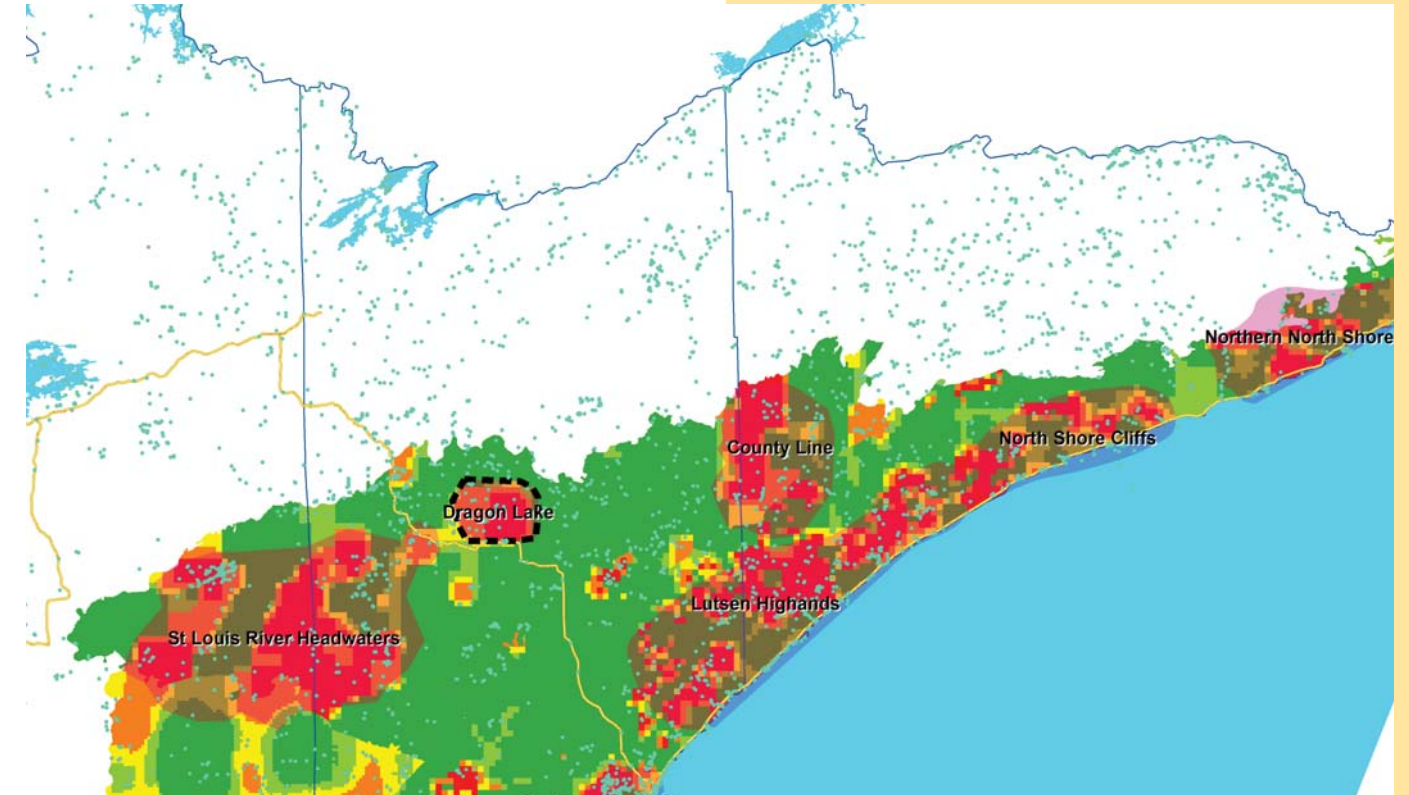 Northern North Shore
North Shore Cliffs
County Line
Dragon Lake
Lutsen Highands
St Louis River Headwaters